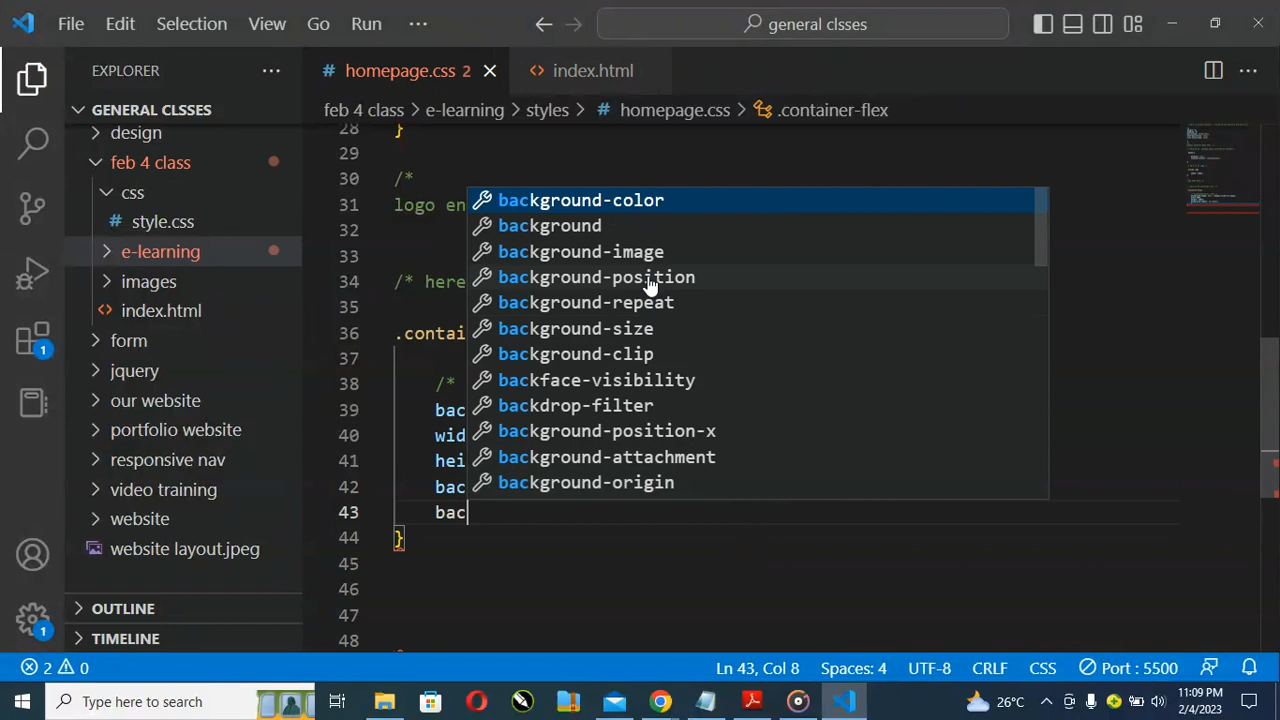 File Edit Selection View Go Run ··· general clsses
EXPLORER ··· # homepage.css 2 <> index.html ···
GENERAL CLSSES feb 4 class > e-learning > styles > # homepage.css > .container-flex
design
feb 4 class
css
# style.css
e-learning
images
<> index.html
form
jquery
our website
portfolio website
responsive nav
video training
website
website layout.jpeg
OUTLINE
TIMELINE
28 }
29
30 /*
31 logo en
32
33
34 /* here
35
36 .contai
37
38 /*
39 bac
40 wid
41 hei
42 bac
43 bac
44 }
45
46
47
48
background-color
background
background-image
background-position
background-repeat
background-size
background-clip
backface-visibility
backdrop-filter
background-position-x
background-attachment
background-origin
1
1
2 0 Ln 43, Col 8 Spaces: 4 UTF-8 CRLF CSS Port : 5500
Type here to search 26°C 11:09 PM
2/4/2023